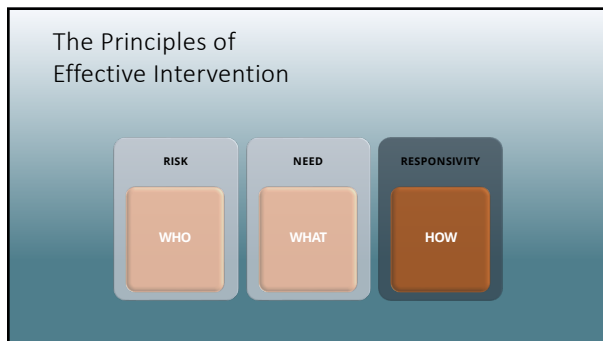 The Principles of
Effective Intervention
RISK
NEED
RESPONSIVITY
WHO
WHAT
HOW